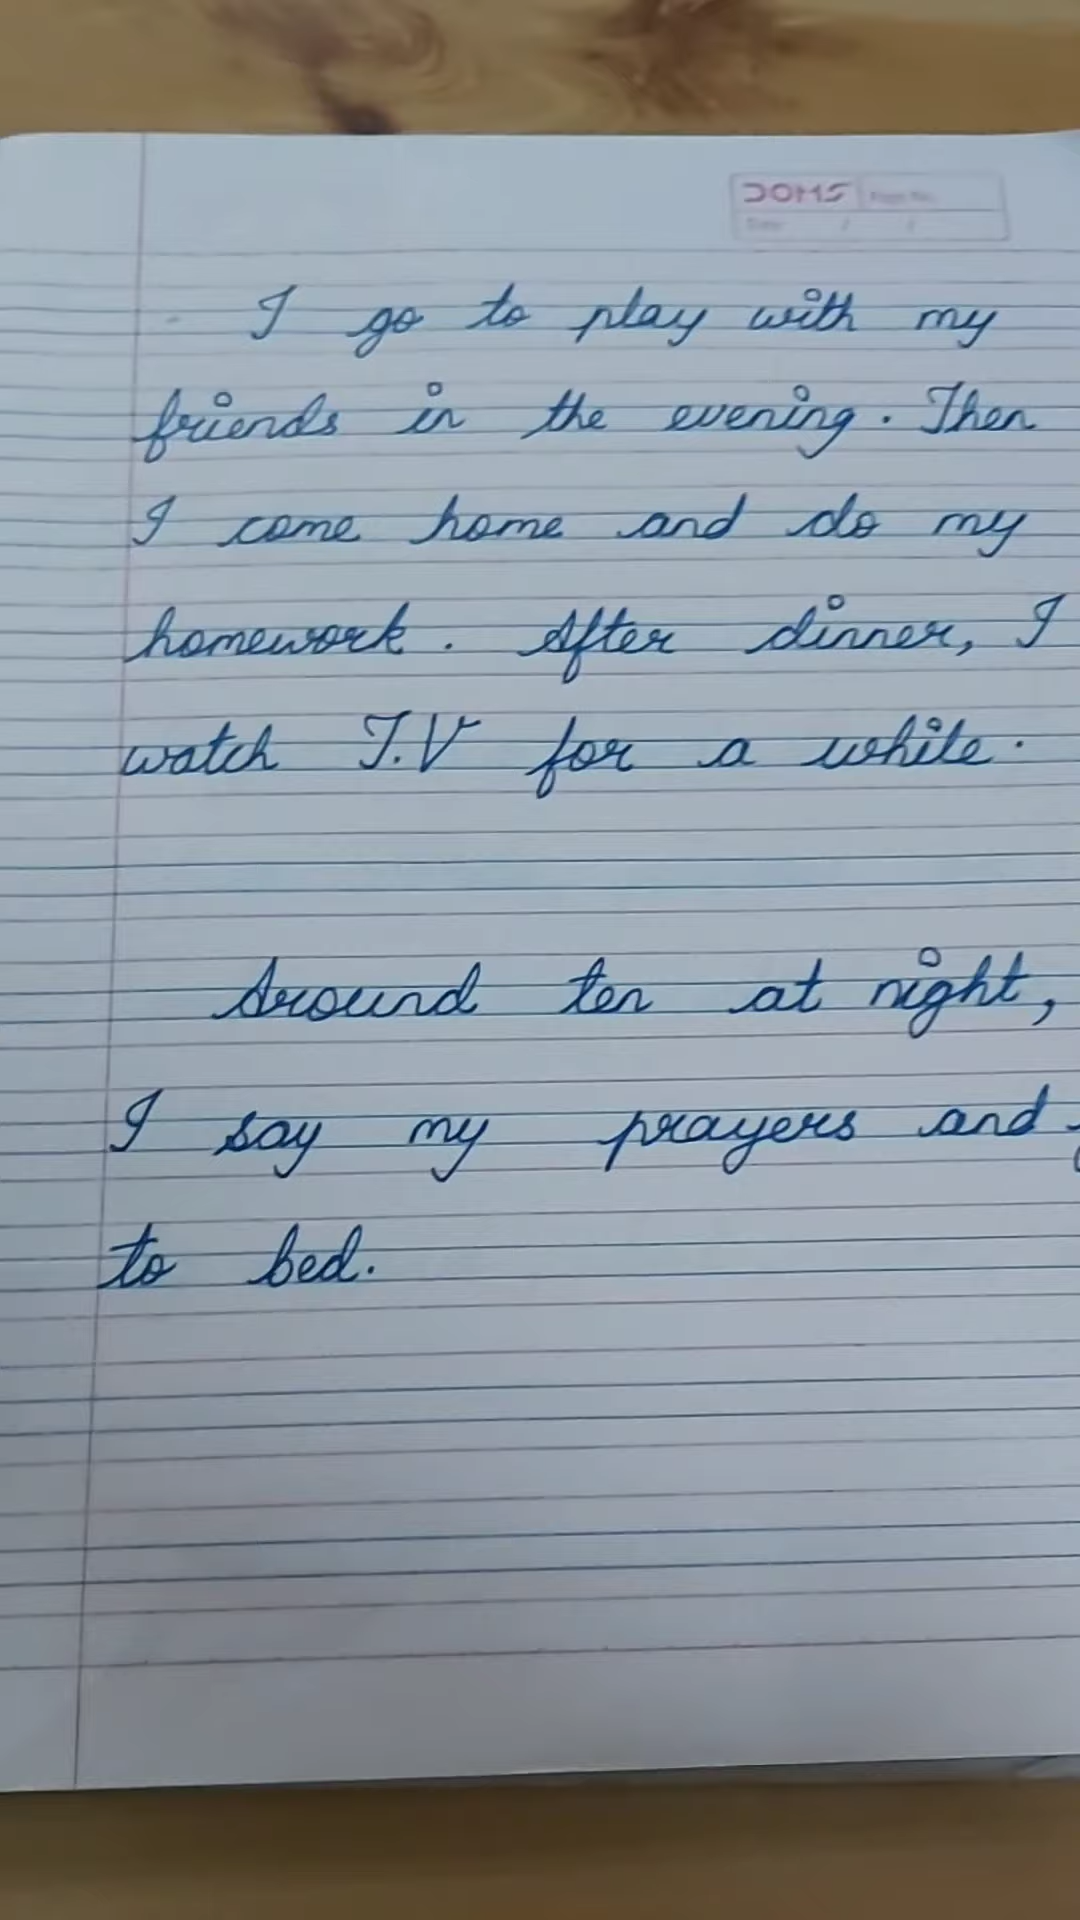 DOMS
I go to play with my
friends in the evening. Then
I come home and do my
homework. After dinner, I
watch T.V for a while.
Around ten at night,
I say my prayers and
to bed.